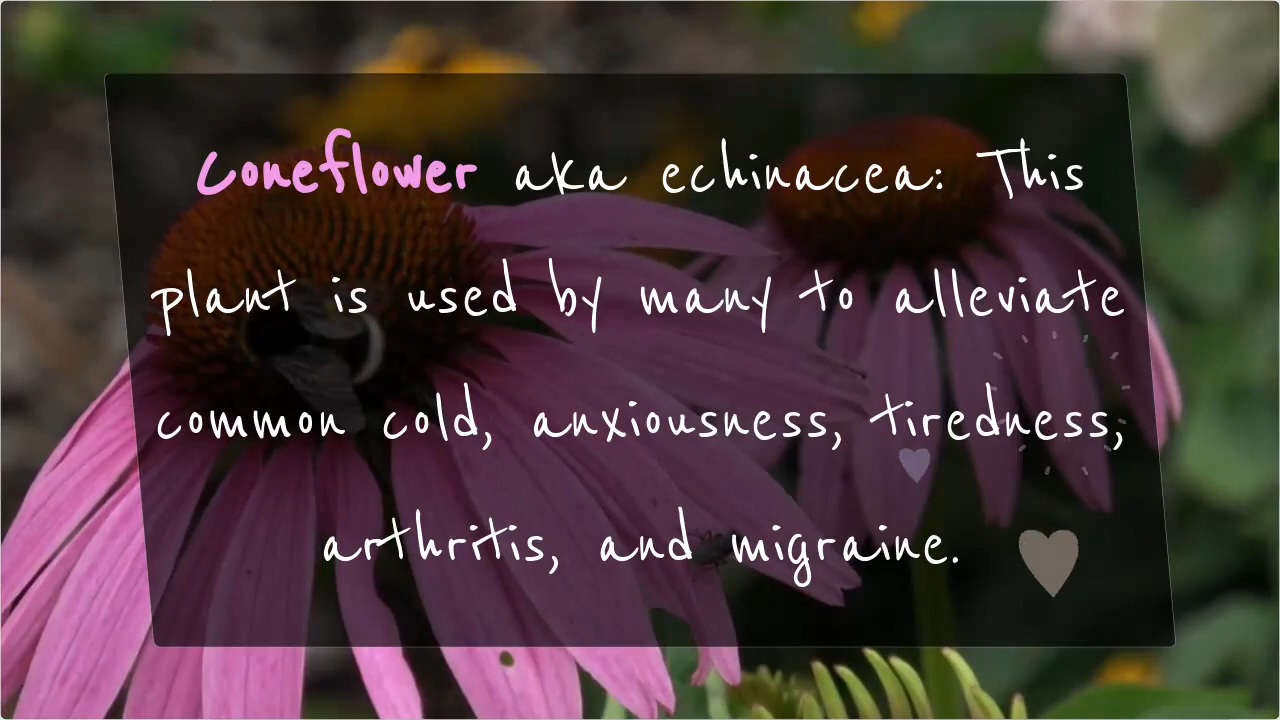 Coneflower aka echinacea: This
plant is used by many to alleviate
common cold, anxiousness, tiredness,
arthritis, and migraine.